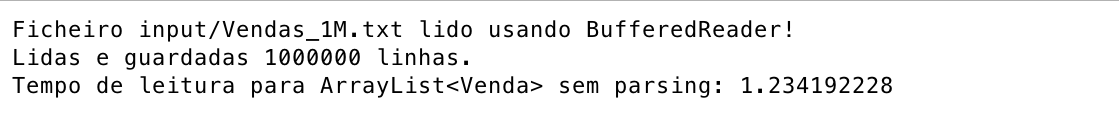 Ficheiro input/Vendas_1M.txt lido usando BufferedReader!
Lidas e guardadas 1000000 linhas.
Tempo de leitura para ArrayList<Venda> sem parsing: 1.234192228